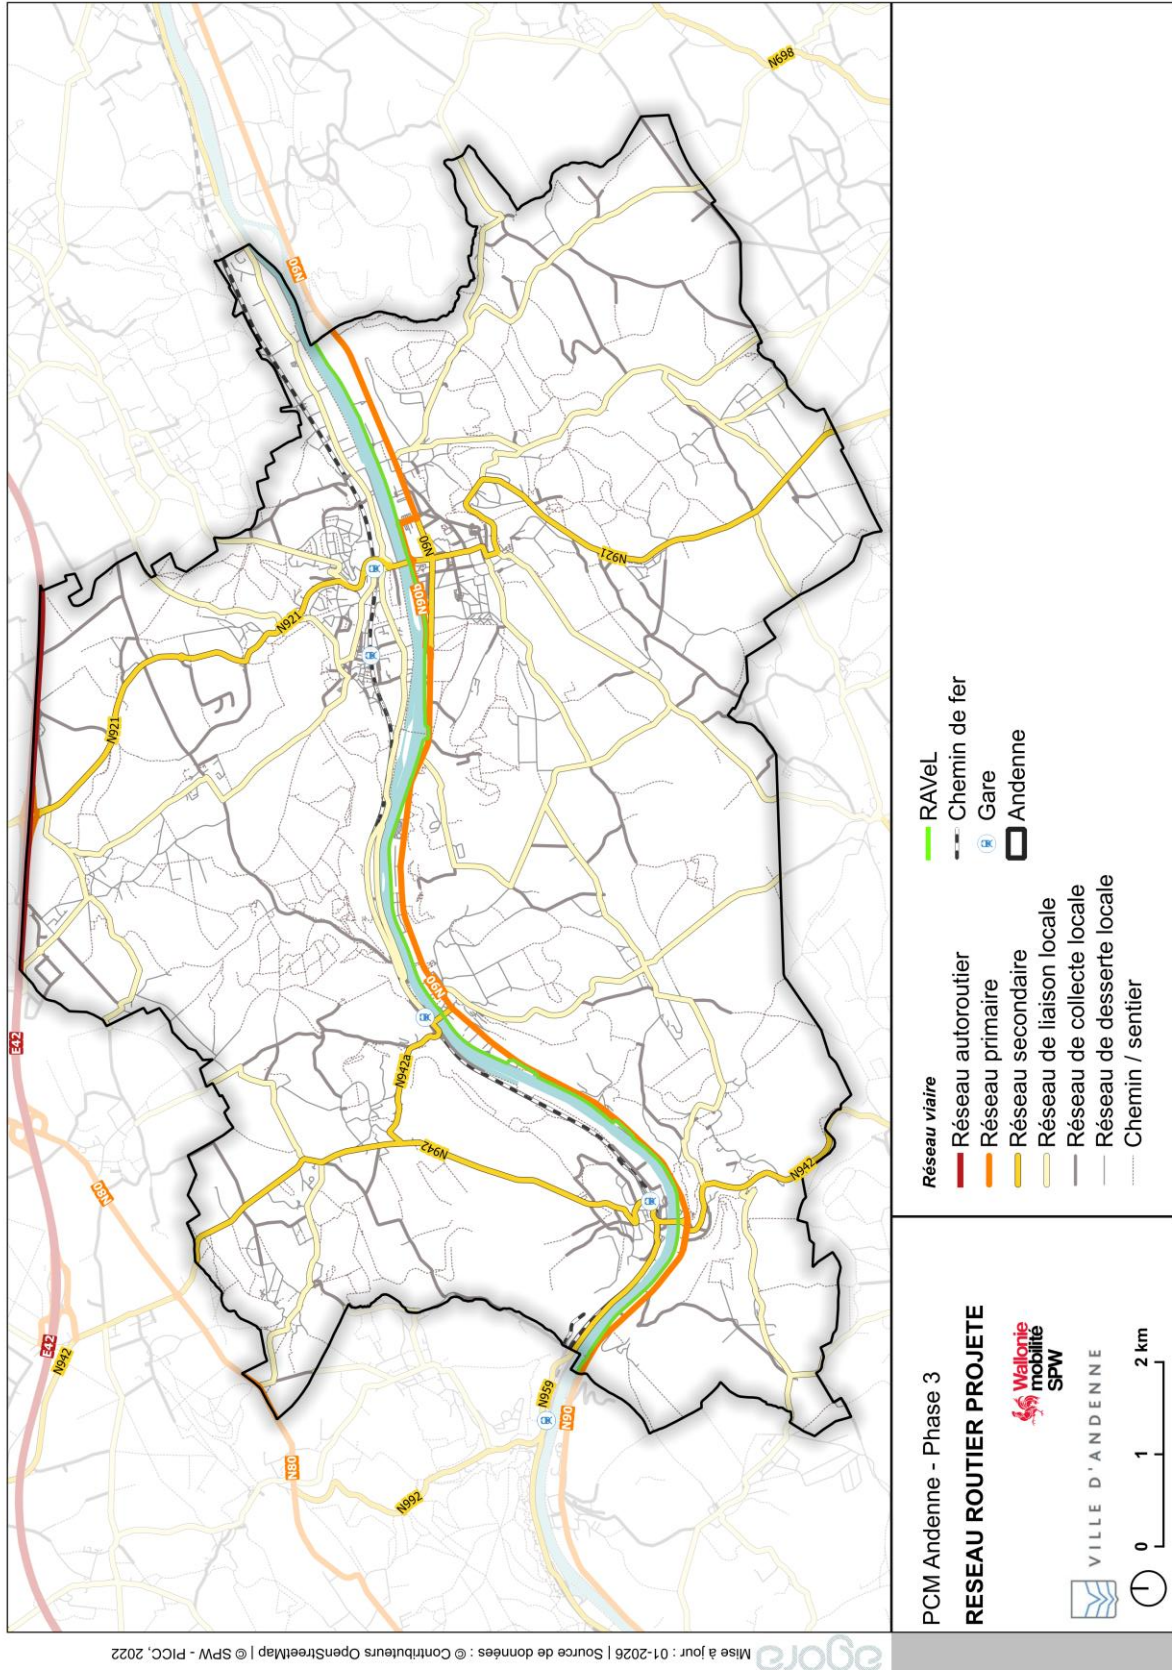 E42
E42
N942
N80
N80
N992
N959
N90
N942
N942a
N942
N90
N921
N921
N906
N90
N921
N90
N698
PCM Andenne - Phase 3
RESEAU ROUTIER PROJETE
Wallonie
mobilité
SPW
VILLE D'ANDENNE
0 1 2 km
Réseau viaire
Réseau autoroutier
Réseau primaire
Réseau secondaire
Réseau de liaison locale
Réseau de collecte locale
Réseau de desserte locale
Chemin / sentier
RAVeL
Chemin de fer
Gare
Andenne
agora
Mise à jour : 01-2026 | Source de données : © Contributeurs OpenStreetMap | © SPW - PICC, 2022